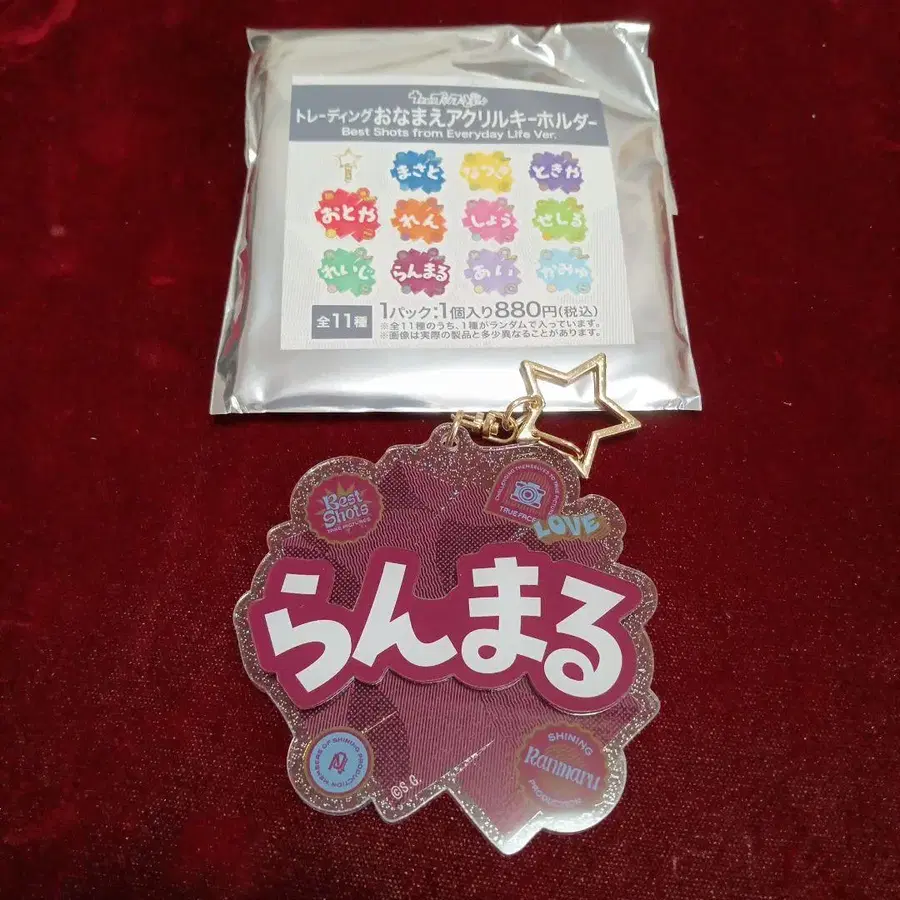 トレーディングおなまえアクリルキーホルダー
Best Shots from Everyday Life Ver.
まさと
なつき
ときや
おとや
れん
しょう
せしる
れいじ
らんまる
あい
かみゅ
全11種
1パック:1個入り880円(税込)
※全11種のうち、1種がランダムで入っています。
※画像は実際の製品と多少異なることがあります。
Best
Shots
TRUE FACE
LOVE
らんまる
MEMBERS OF SHINING PRODUCTION
©S.G.
SHINING
Ranmaru
PRODUCTION